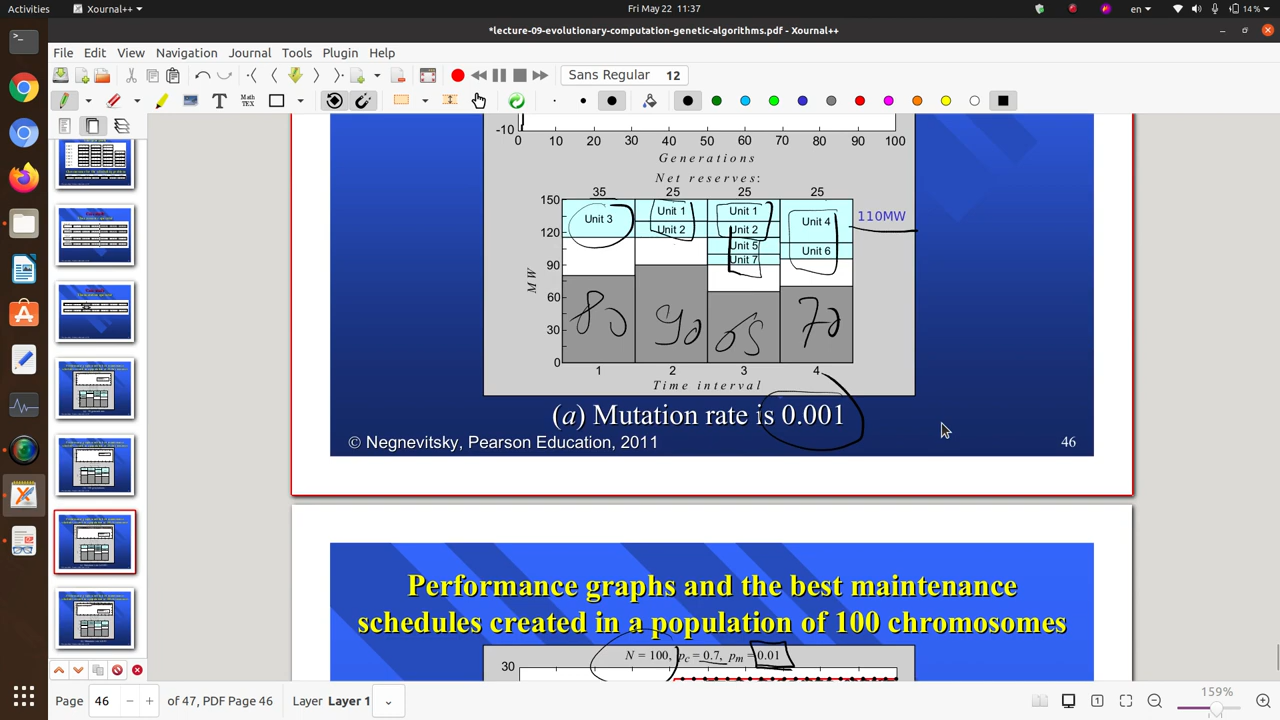 Activities
Xournal++
Fri May 22 11:37
en
14 %
*lecture-09-evolutionary-computation-genetic-algorithms.pdf - Xournal++
File Edit View Navigation Journal Tools Plugin Help
Sans Regular 12
-10
0 10 20 30 40 50 60 70 80 90 100
Generations
Net reserves:
35 25 25 25
150
120
90
60
30
0
MW
Unit 3
Unit 1
Unit 2
Unit 1
Unit 2
Unit 5
Unit 7
Unit 4
Unit 6
110MW
80 90 65 70
1 2 3 4
Time interval
(a) Mutation rate is 0.001
© Negnevitsky, Pearson Education, 2011
46
Performance graphs and the best maintenance
schedules created in a population of 100 chromosomes
N = 100, pc = 0.7, pm = 0.01
30
Page 46 of 47, PDF Page 46 Layer Layer 1
159%